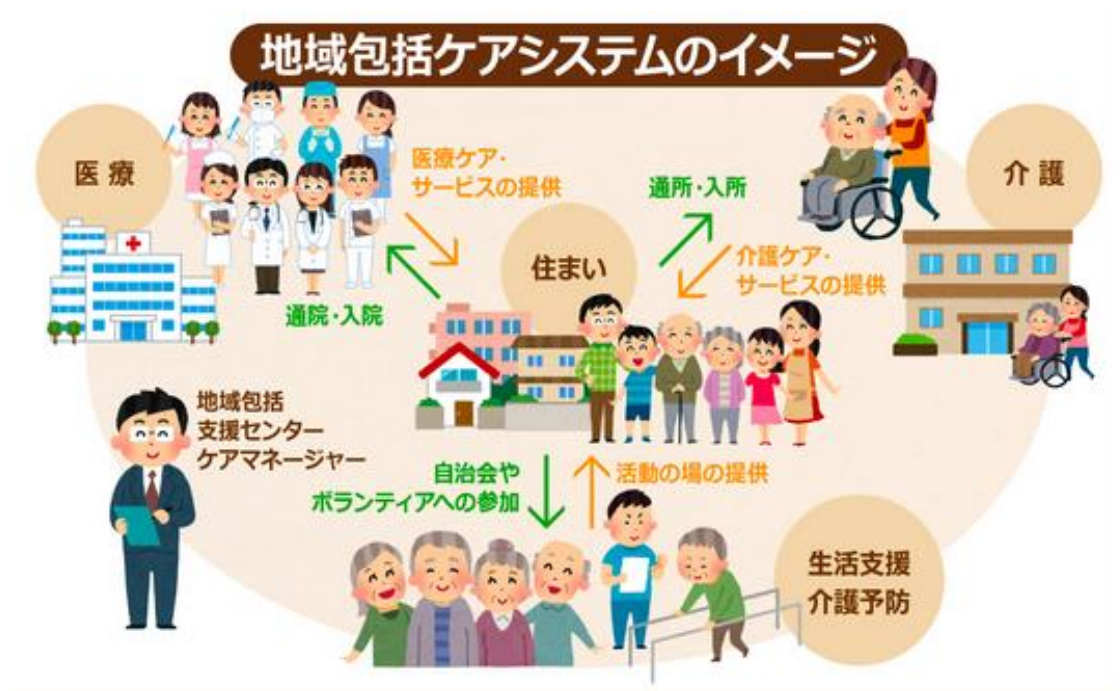 地域包括ケアシステムのイメージ
医療
医療ケア・
サービスの提供
通院・入院
住まい
通所・入所
介護ケア・
サービスの提供
介護
地域包括
支援センター
ケアマネージャー
自治会や
ボランティアへの参加
活動の場の提供
生活支援
介護予防